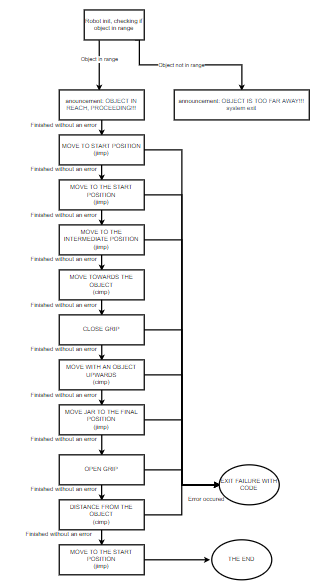 Robot init, checking if
object in range
Object in range
Object not in range
anouncement: OBJECT IN
REACH, PROCEEDING!!!
announcement: OBJECT IS TOO FAR AWAY!!!
system exit
Finished without an error
MOVE TO START POSITION
(jimp)
Finished without an error
MOVE TO THE START
POSITION
(jimp)
Finished without an error
MOVE TO THE
INTERMEDIATE POSITION
(jimp)
Finished without an error
MOVE TOWARDS THE
OBJECT
(cimp)
Finished without an error
CLOSE GRIP
Finished without an error
MOVE WITH AN OBJECT
UPWARDS
(cimp)
Finished without an error
MOVE JAR TO THE FINAL
POSITION
(jimp)
Finished without an error
OPEN GRIP
EXIT FAILURE WITH
CODE
Finished without an error
Error occured
DISTANCE FROM THE
OBJECT
(cimp)
Finished without an error
MOVE TO THE START
POSITION
(jimp)
THE END